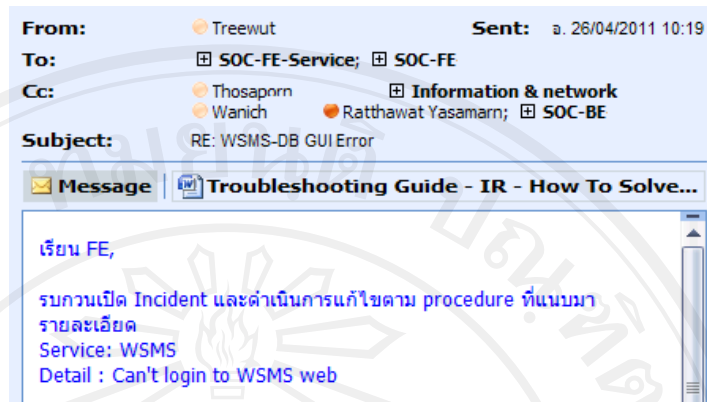 From: Treewut Sent: อ. 26/04/2011 10:19
To: SOC-FE-Service; SOC-FE
Cc: Thosaporn Information & network
Wanich Ratthawat Yasamarn; SOC-BE
Subject: RE: WSMS-DB GUI Error
Message Troubleshooting Guide - IR - How To Solve...
เรียน FE,
รบกวนเปิด Incident และดำเนินการแก้ไขตาม procedure ที่แนบมา
รายละเอียด
Service: WSMS
Detail : Can't login to WSMS web